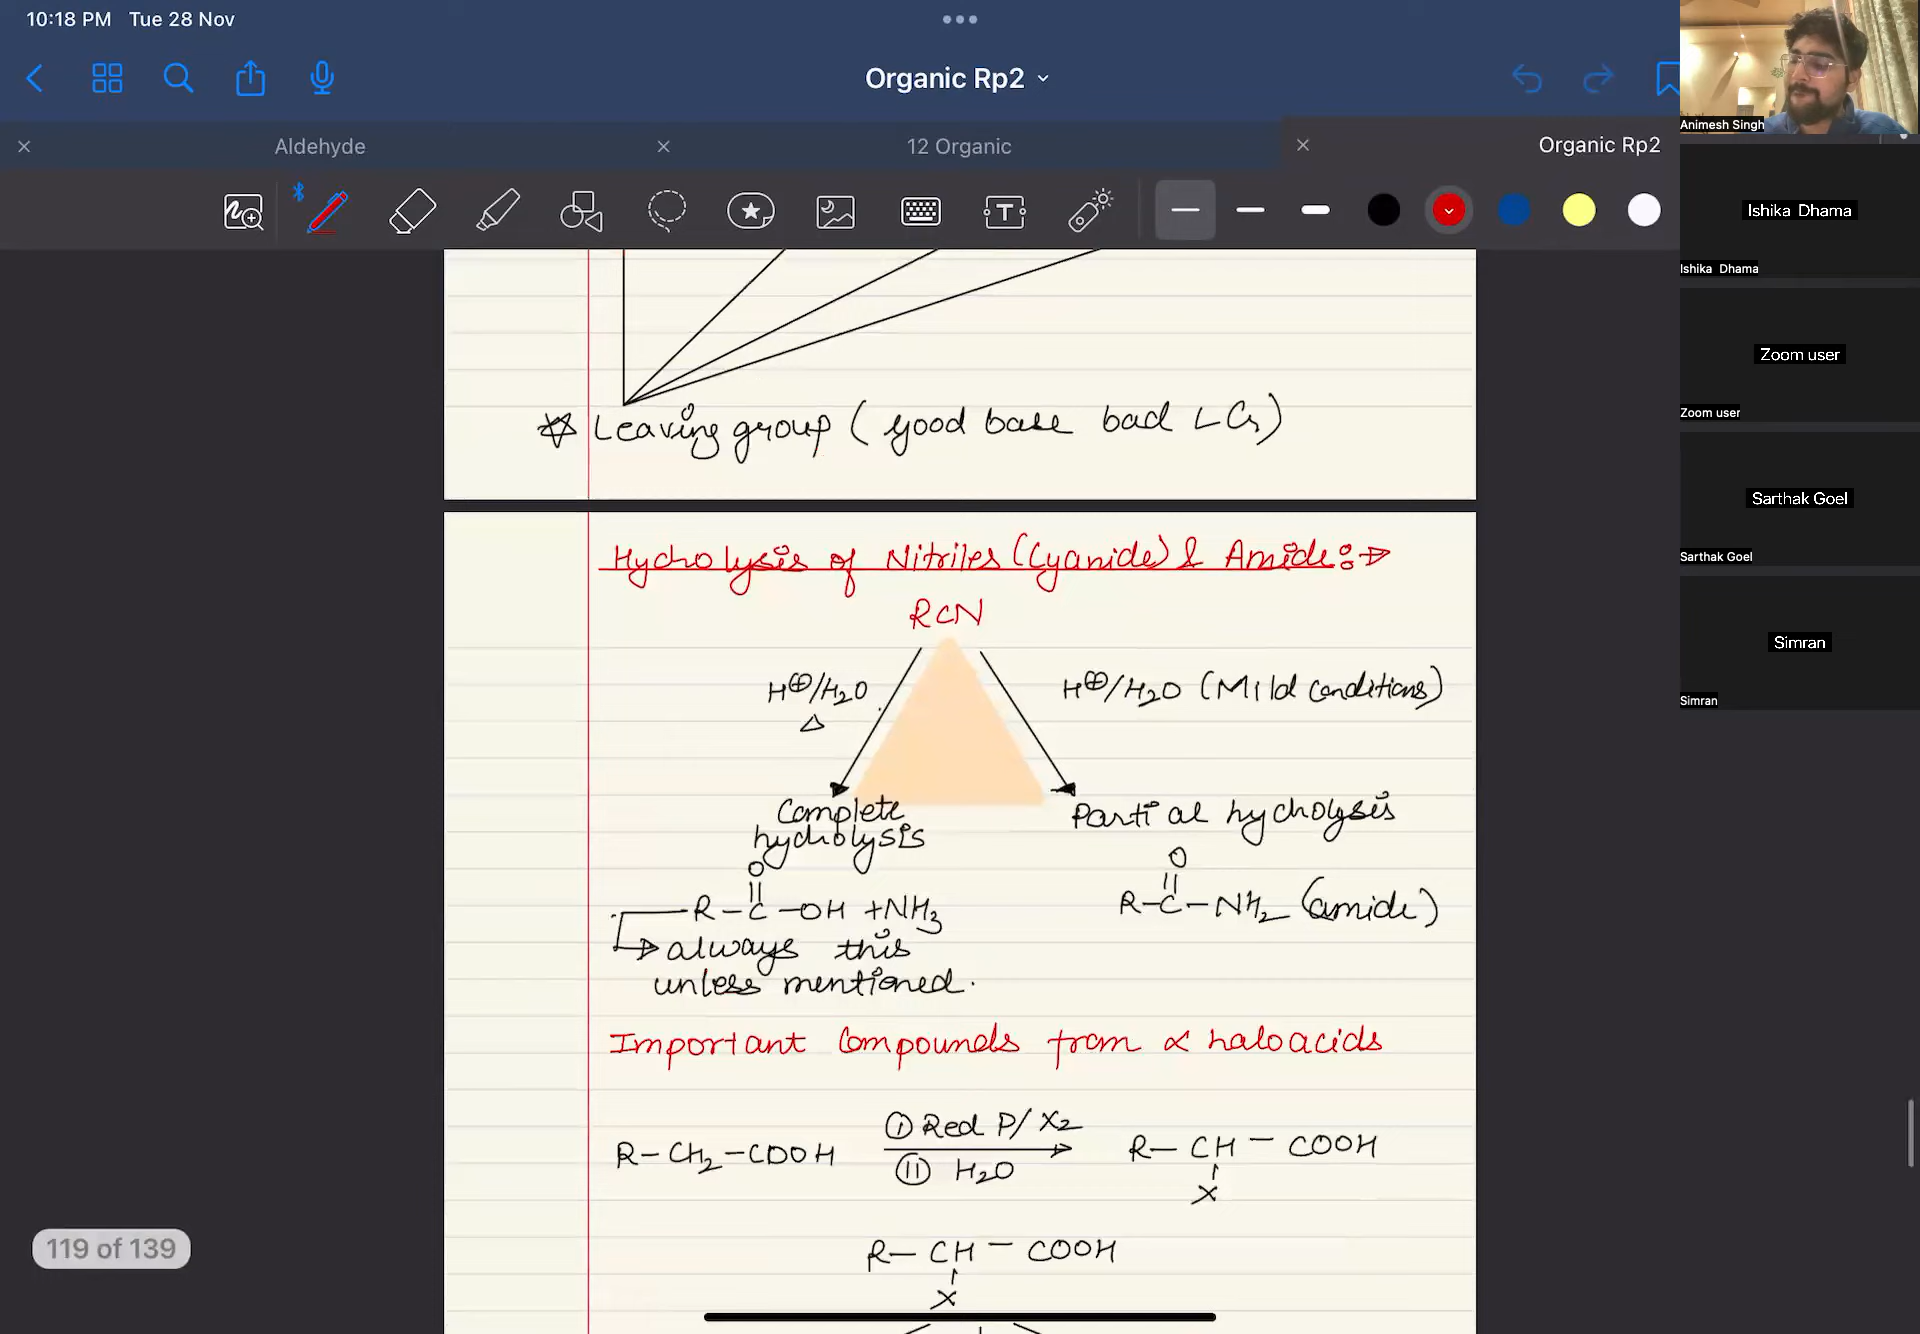 10:18 PM Tue 28 Nov
Organic Rp2
Aldehyde
12 Organic
Organic Rp2
T
Leaving group (good base bad LG)
Hydrolysis of Nitriles (Cyanide) & Amide:⇒
RCN
H⊕/H2O
△
H⊕/H2O (Mild conditions)
Complete
hydrolysis
Partial hydrolysis
O
||
R-C-OH +NH3
O
||
R-C-NH2 (amide)
always this
unless mentioned.
Important Compounds from α haloacids
R-CH2-COOH
① Red P/X2
② H2O
R-CH-COOH
X
R-CH-COOH
X
119 of 139
Animesh Singh
Ishika Dhama
Ishika Dhama
Zoom user
Zoom user
Sarthak Goel
Sarthak Goel
Simran
Simran